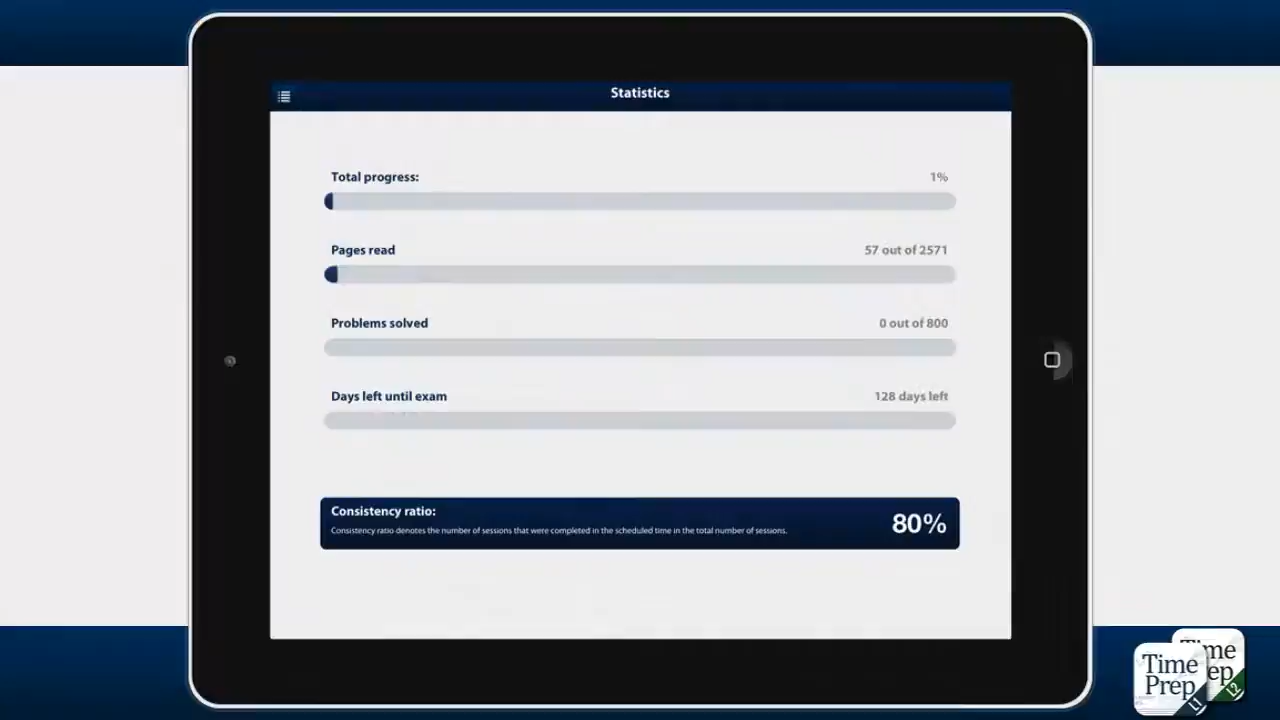 Statistics
Total progress:
1%
Pages read
57 out of 2571
Problems solved
0 out of 800
Days left until exam
128 days left
Consistency ratio:
Consistency ratio denotes the number of sessions that were completed in the scheduled time in the total number of sessions.
80%
Time
Prep
L1
L2